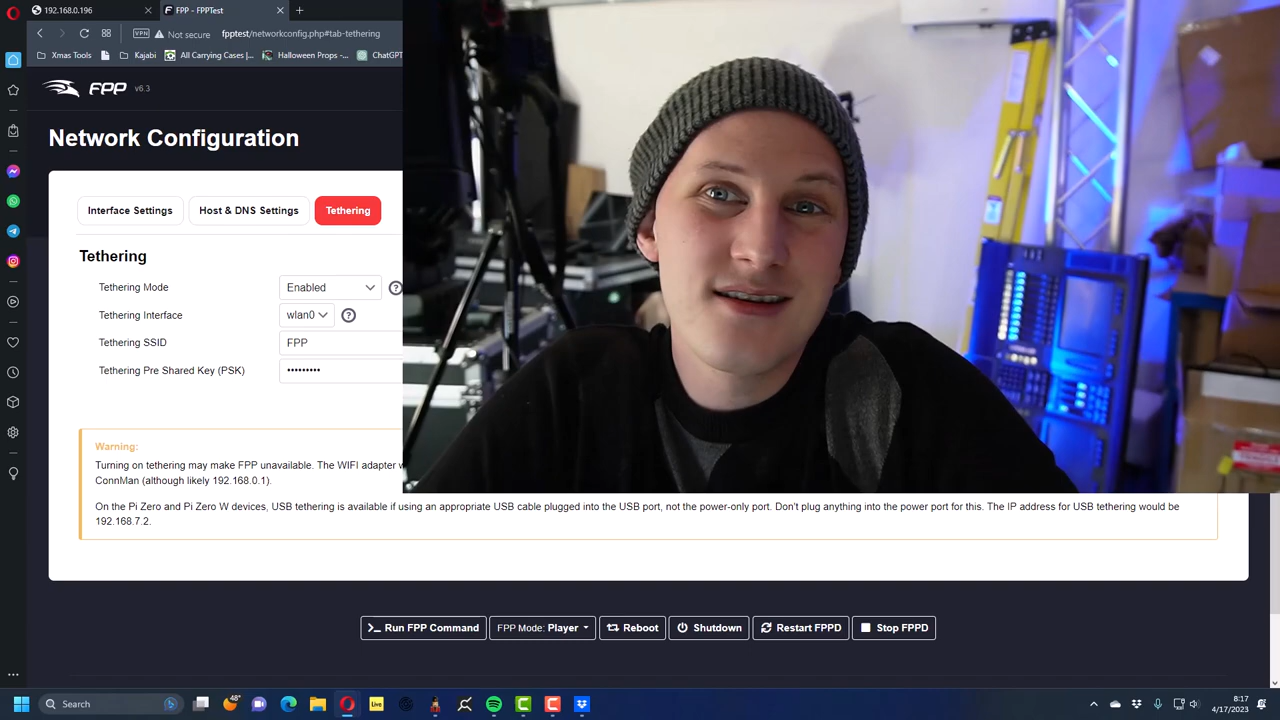 192.168.0.196
FPP - FPPTest
VPN
Not secure
fpptest/networkconfig.php#tab-tethering
Xmas Tools
Kajabi
All Carrying Cases |...
Halloween Props -...
ChatGPT
FPP
v6.3
Network Configuration
Interface Settings
Host & DNS Settings
Tethering
Tethering
Tethering Mode
Enabled
Tethering Interface
wlan0
Tethering SSID
FPP
Tethering Pre Shared Key (PSK)
•••••••••
Warning:
Turning on tethering may make FPP unavailable. The WIFI adapter w
ConnMan (although likely 192.168.0.1).
On the Pi Zero and Pi Zero W devices, USB tethering is available if using an appropriate USB cable plugged into the USB port, not the power-only port. Don't plug anything into the power port for this. The IP address for USB tethering would be
192.168.7.2.
Run FPP Command
FPP Mode: Player
Reboot
Shutdown
Restart FPPD
Stop FPPD
Search
48°
Live
8:17
4/17/2023